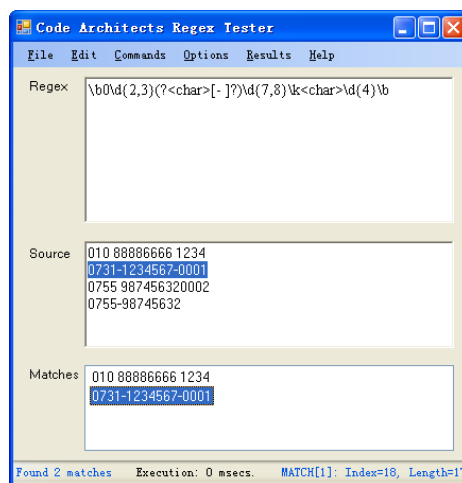 Code Architects Regex Tester
File Edit Commands Options Results Help
Regex
\b0\d{2,3}(?<char>[- ]?)\d{7,8}\k<char>\d{4}\b
Source
010 88886666 1234
0731-1234567-0001
0755 987456320002
0755-98745632
Matches
010 88886666 1234
0731-1234567-0001
Found 2 matches Execution: 0 msecs. MATCH[1]: Index=18, Length=17